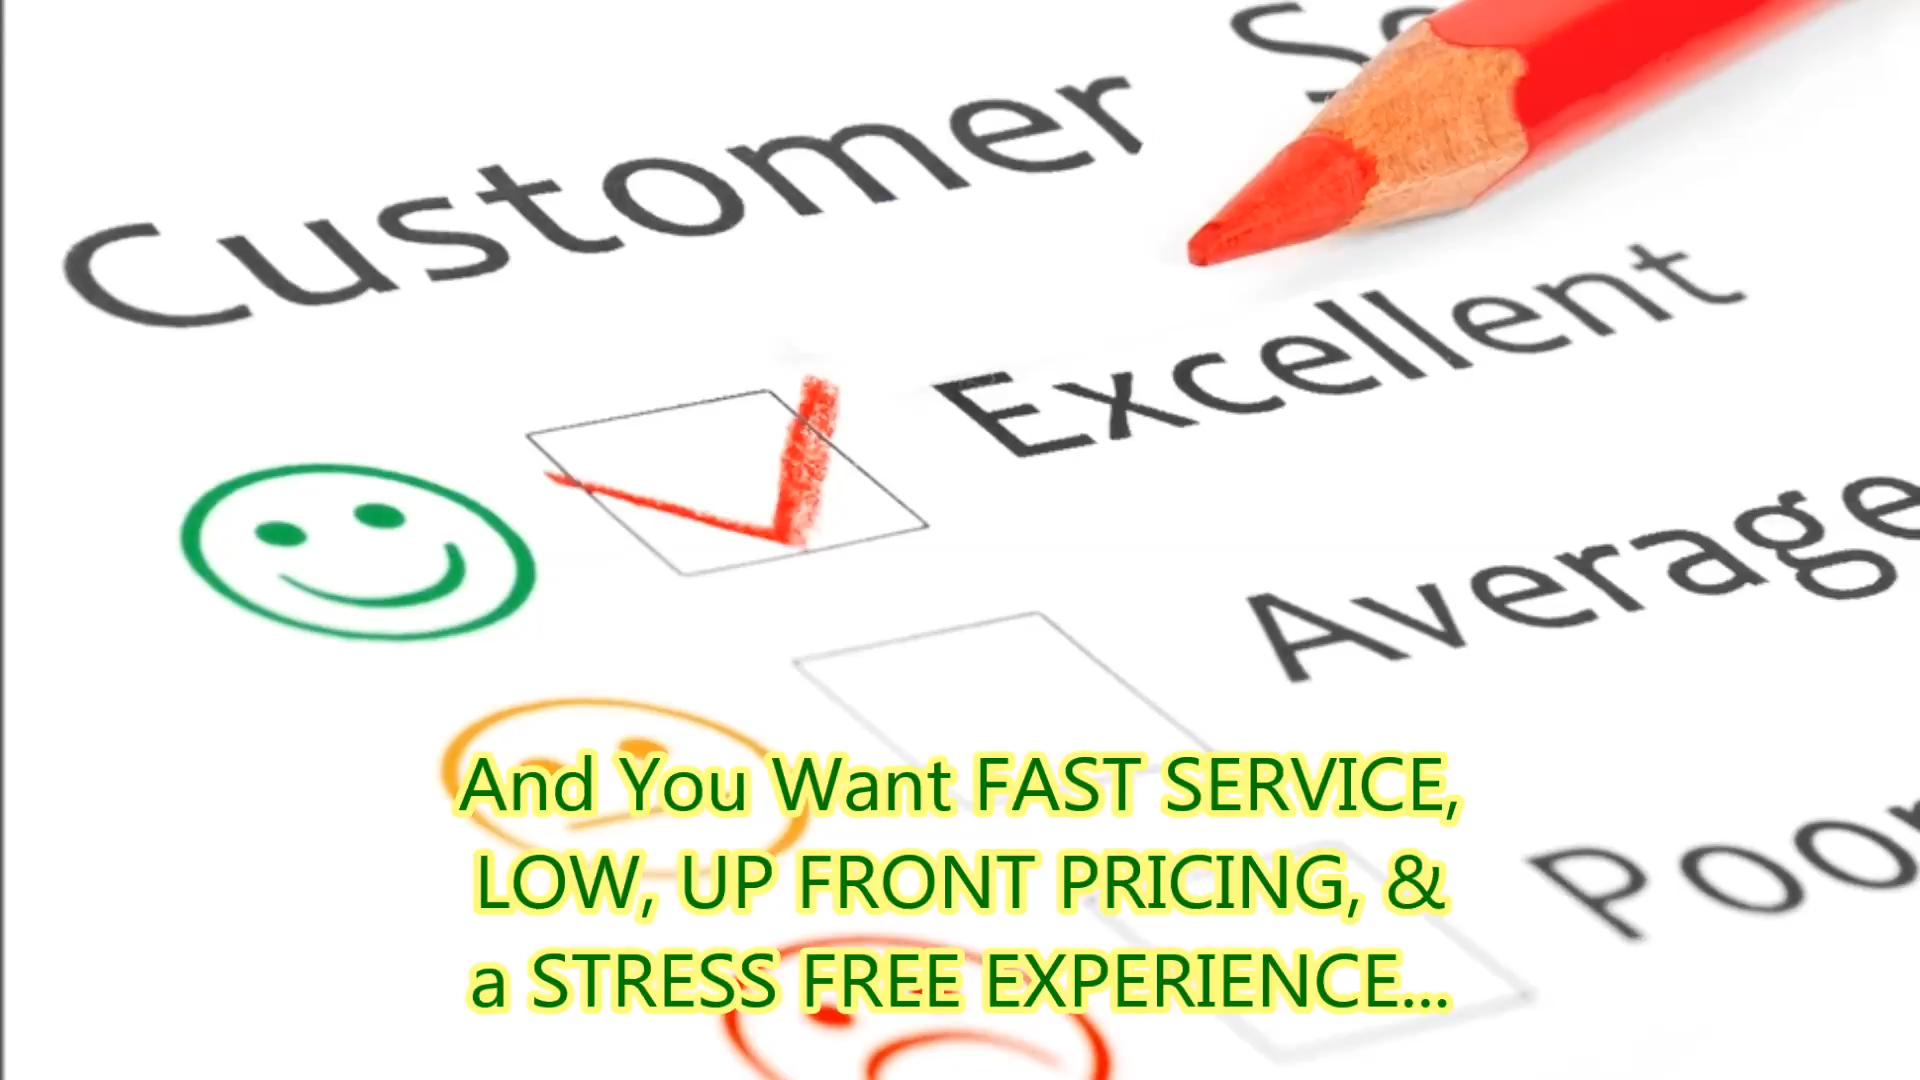 Customer
Excellent
Average
Poor
And You Want FAST SERVICE,
LOW, UP FRONT PRICING, &
a STRESS FREE EXPERIENCE...